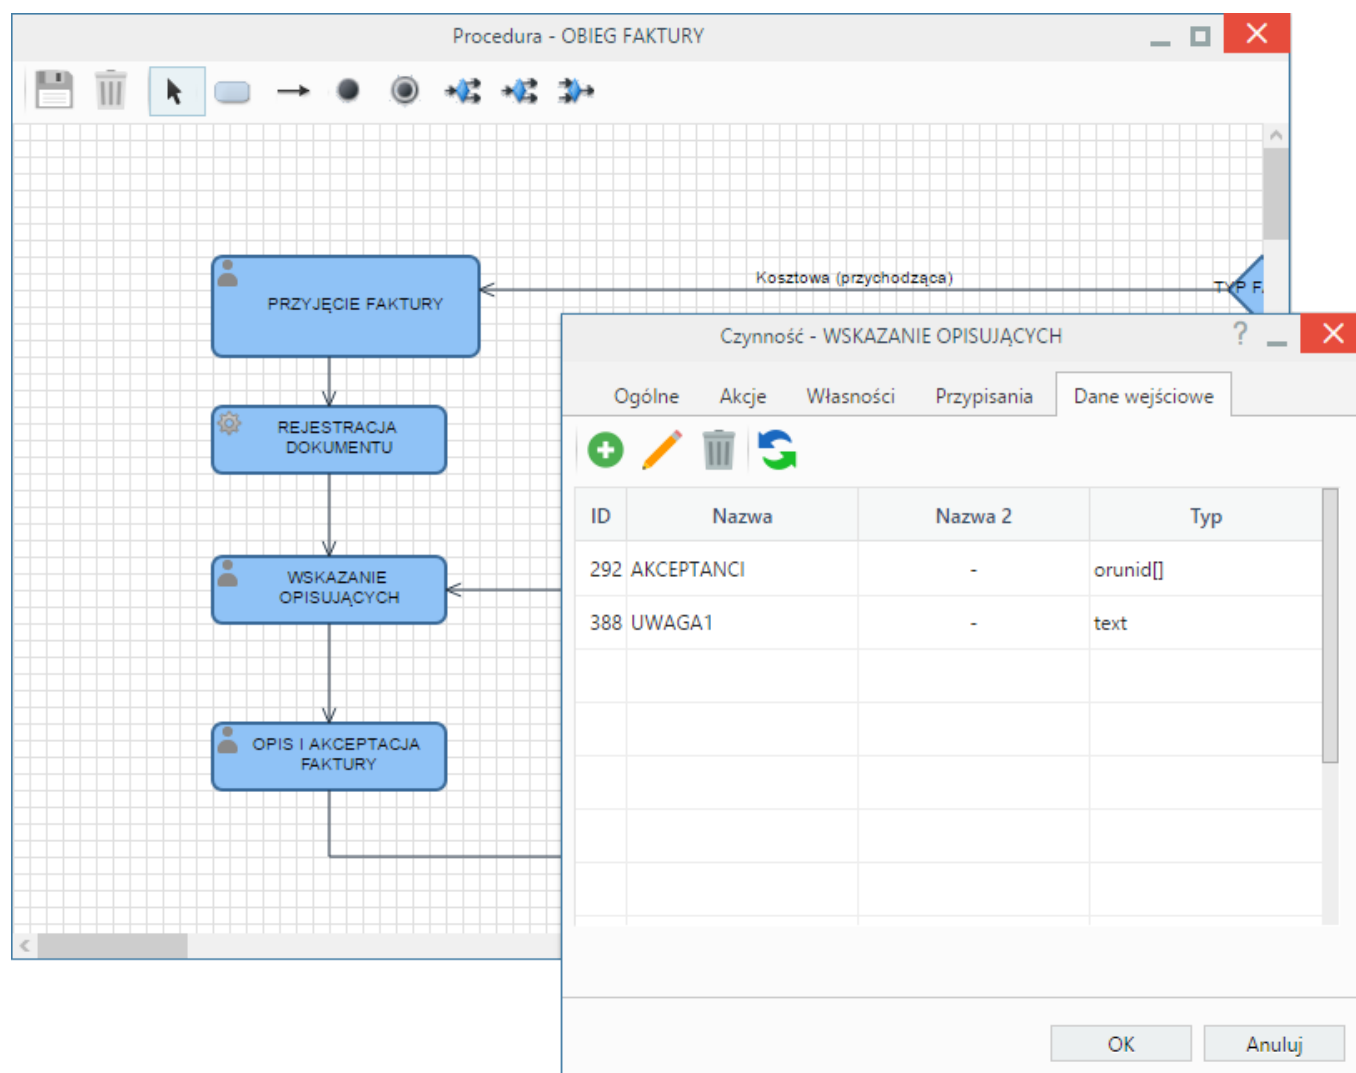 Procedura - OBIEG FAKTURY
Kosztowa (przychodząca)
TYP F
PRZYJĘCIE FAKTURY
REJESTRACJA
DOKUMENTU
WSKAZANIE
OPISUJĄCYCH
OPIS I AKCEPTACJA
FAKTURY
Czynność - WSKAZANIE OPISUJĄCYCH
?
Ogólne Akcje Własności Przypisania Dane wejściowe
ID Nazwa Nazwa 2 Typ
292 AKCEPTANCI - orunid[]
388 UWAGA1 - text
OK Anuluj